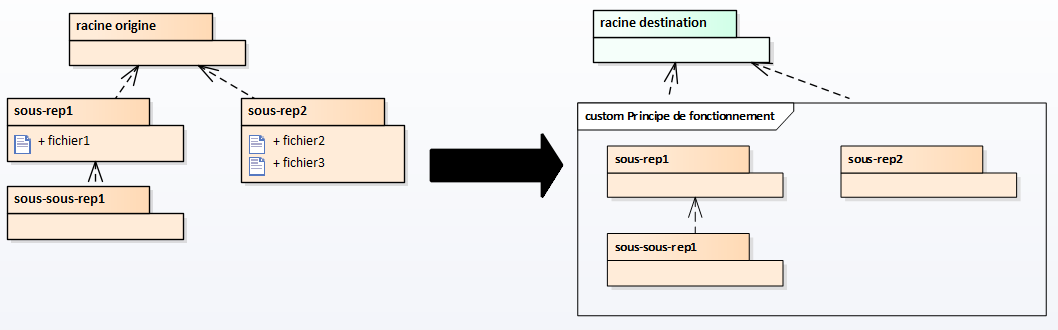 racine origine
sous-rep1
+ fichier1
sous-rep2
+ fichier2
+ fichier3
sous-sous-rep1
racine destination
custom Principe de fonctionnement
sous-rep1
sous-rep2
sous-sous-rep1